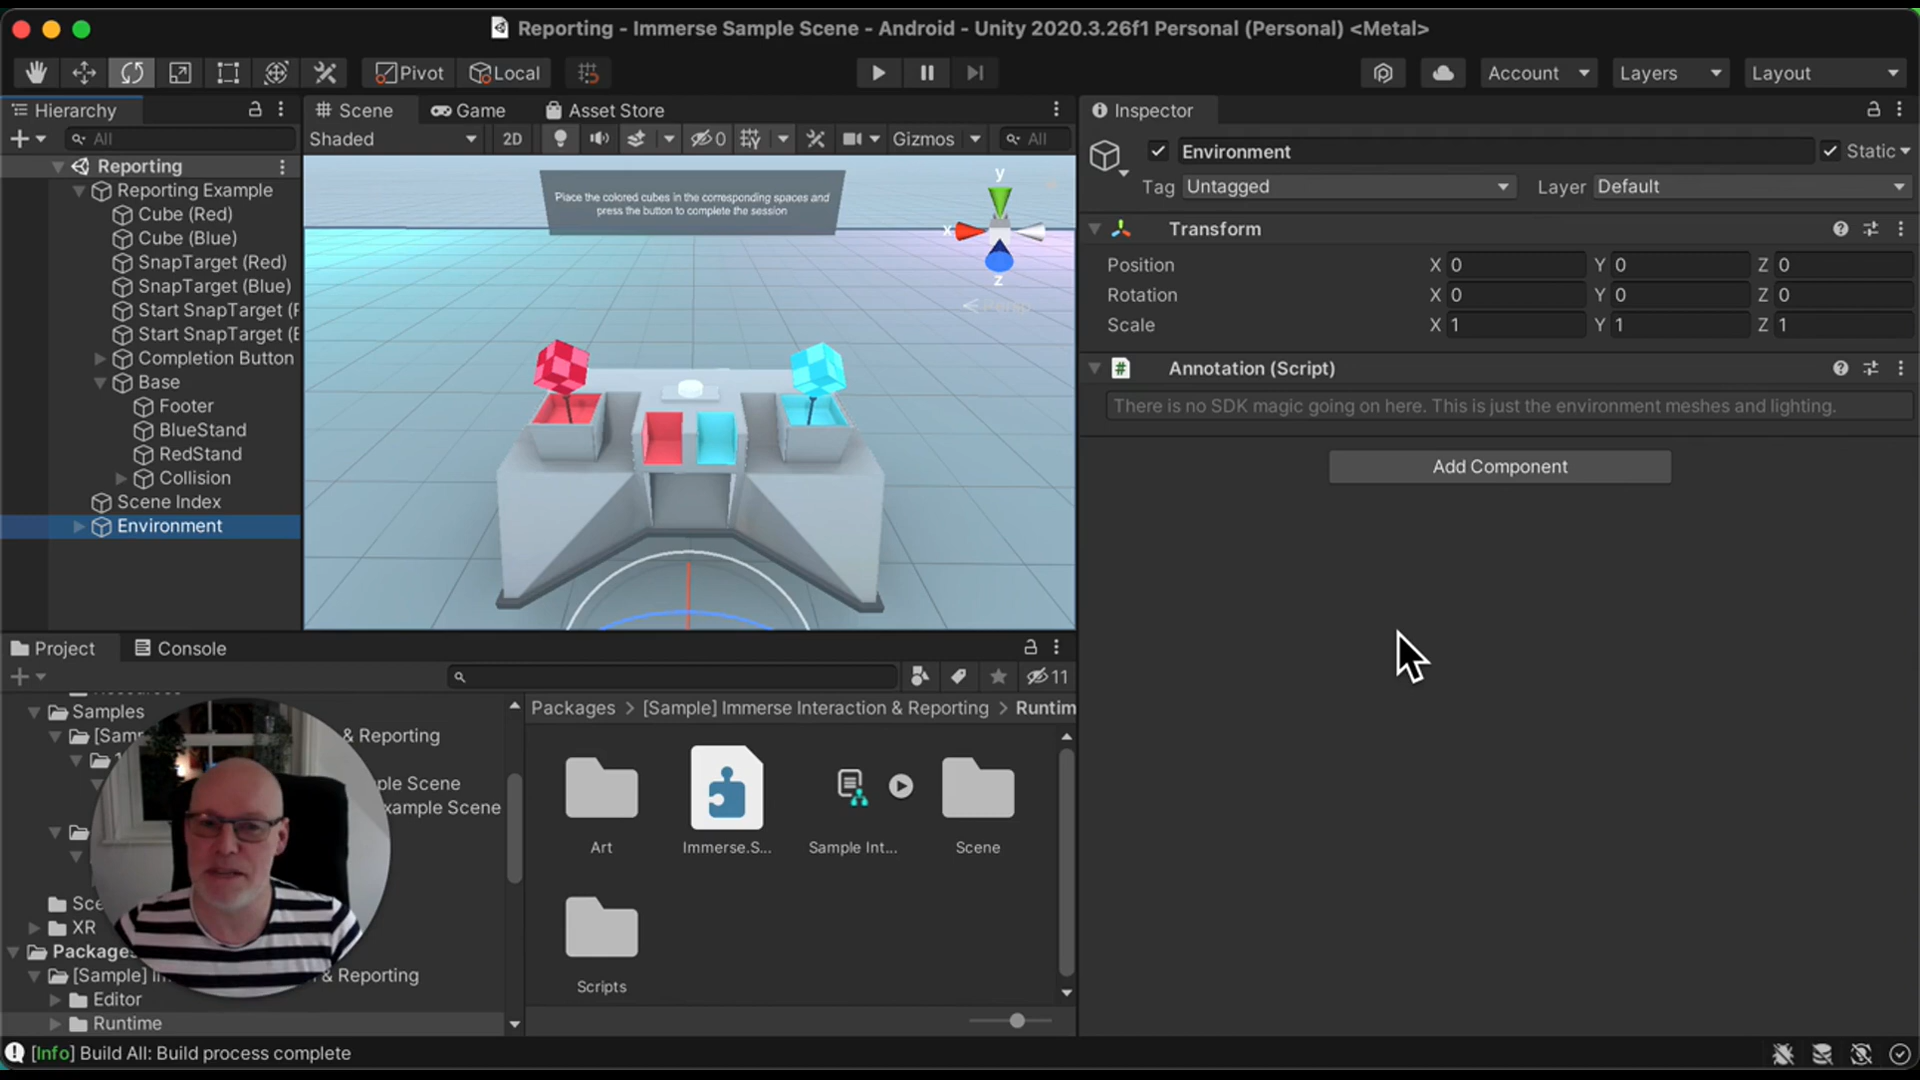 Reporting - Immerse Sample Scene - Android - Unity 2020.3.26f1 Personal (Personal) <Metal>
Pivot
Local
Account
Layers
Layout
Hierarchy
Scene
Game
Asset Store
Inspector
All
Shaded
2D
0
Gizmos
All
Environment
Static
Tag
Untagged
Layer
Default
Reporting
Reporting Example
Cube (Red)
Cube (Blue)
SnapTarget (Red)
SnapTarget (Blue)
Start SnapTarget (
Start SnapTarget (
Completion Button
Base
Footer
BlueStand
RedStand
Collision
Scene Index
Environment
Place the colored cubes in the corresponding spaces and
press the button to complete the session
y
x
z
Transform
Position X 0 Y 0 Z 0
Rotation X 0 Y 0 Z 0
Scale X 1 Y 1 Z 1
# Annotation (Script)
There is no SDK magic going on here. This is just the environment meshes and lighting.
Add Component
Project
Console
11
Samples
[Sam & Reporting
ple Scene
xample Scene
Sce
XR
Packages
[Sample] I & Reporting
Editor
Runtime
Packages > [Sample] Immerse Interaction & Reporting > Runtim
Art
Immerse.S...
Sample Int...
Scene
Scripts
[Info] Build All: Build process complete